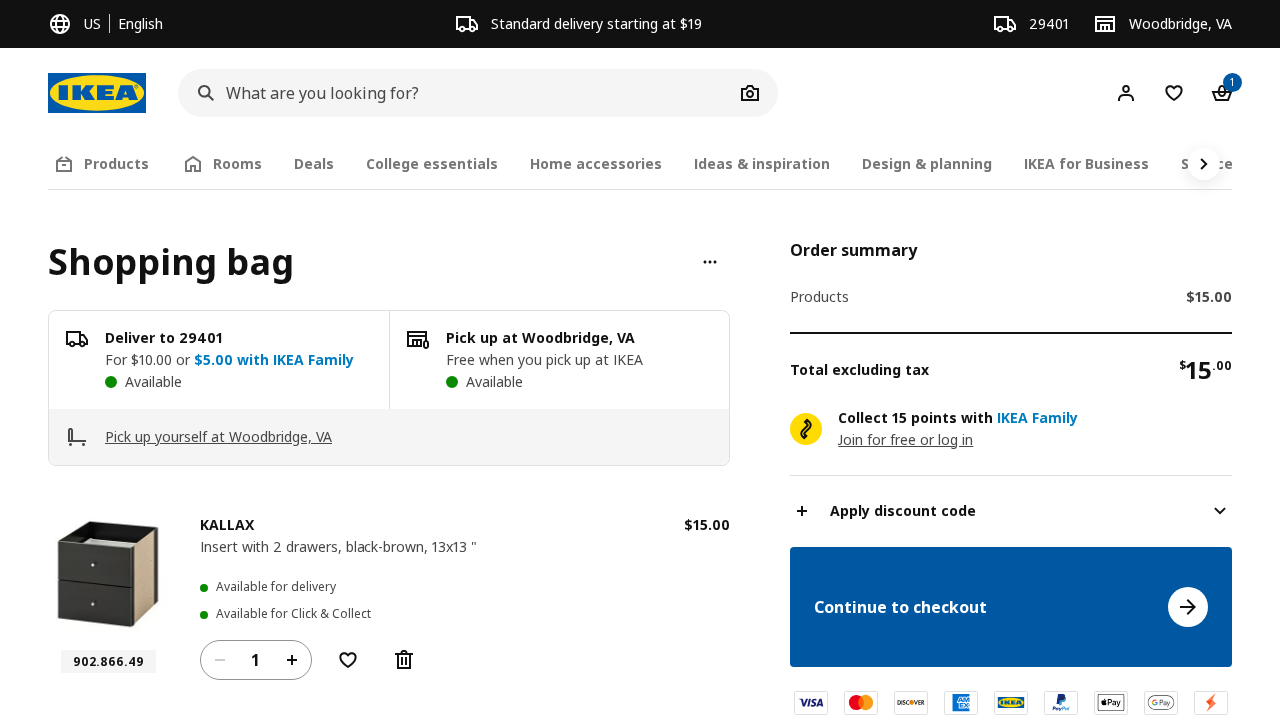 US English
Standard delivery starting at $19
29401
Woodbridge, VA
IKEA
What are you looking for?
1
0
Products
Rooms
Deals
College essentials
Home accessories
Ideas & inspiration
Design & planning
IKEA for Business
Shopping bag
Deliver to 29401
For $10.00 or $5.00 with IKEA Family
Available
Pick up at Woodbridge, VA
Free when you pick up at IKEA
Available
Pick up yourself at Woodbridge, VA
KALLAX
$15.00
Insert with 2 drawers, black-brown, 13x13 "
Available for delivery
Available for Click & Collect
902.866.49
1
Order summary
Products
$15.00
Total excluding tax
$15.00
Collect 15 points with IKEA Family
Join for free or log in
Apply discount code
Continue to checkout
VISA
DISCOVER
AMEX
IKEA
PayPal
Pay
G Pay